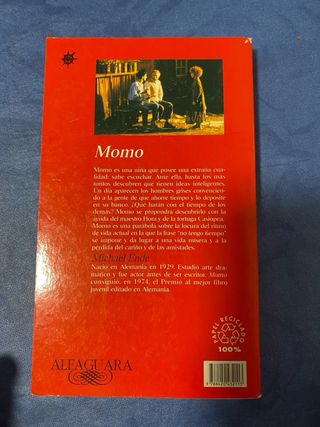 Momo
Momo es una niña que posee una extraña cua-
lidad: sabe escuchar. Ante ella, hasta los más
tontos descubren que tienen ideas inteligentes.
Un día aparecen los hombres grises convencien-
do a la gente de que ahorre tiempo y lo deposite
en su banco. ¿Qué harán con el tiempo de los
demás? Momo se propondrá descubrirlo con la
ayuda del maestro Hora y de la tortuga Casiopea.
Momo es una parábola sobre la locura del ritmo
de vida actual en la que la frase "no tengo tiempo"
se impone y da lugar a una vida mísera y a la
pérdida del cariño y de las amistades.
Michael Ende
Nació en Alemania en 1929. Estudió arte dra-
mático y fue actor antes de ser escritor. Momo
consiguió, en 1974, el Premio al mejor libro
juvenil editado en Alemania.
PAPEL RECICLADO
100%
ALFAGUARA